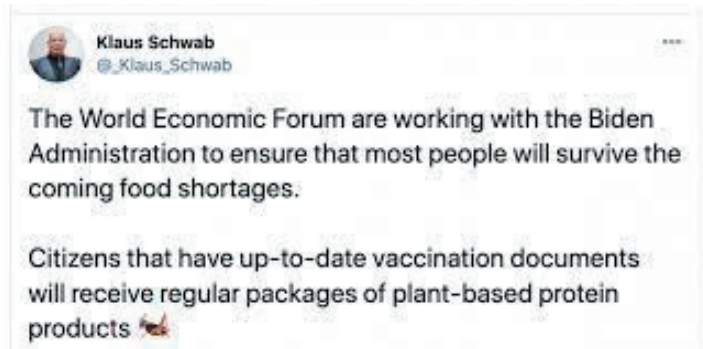 Klaus Schwab
@_Klaus_Schwab
The World Economic Forum are working with the Biden
Administration to ensure that most people will survive the
coming food shortages.
Citizens that have up-to-date vaccination documents
will receive regular packages of plant-based protein
products